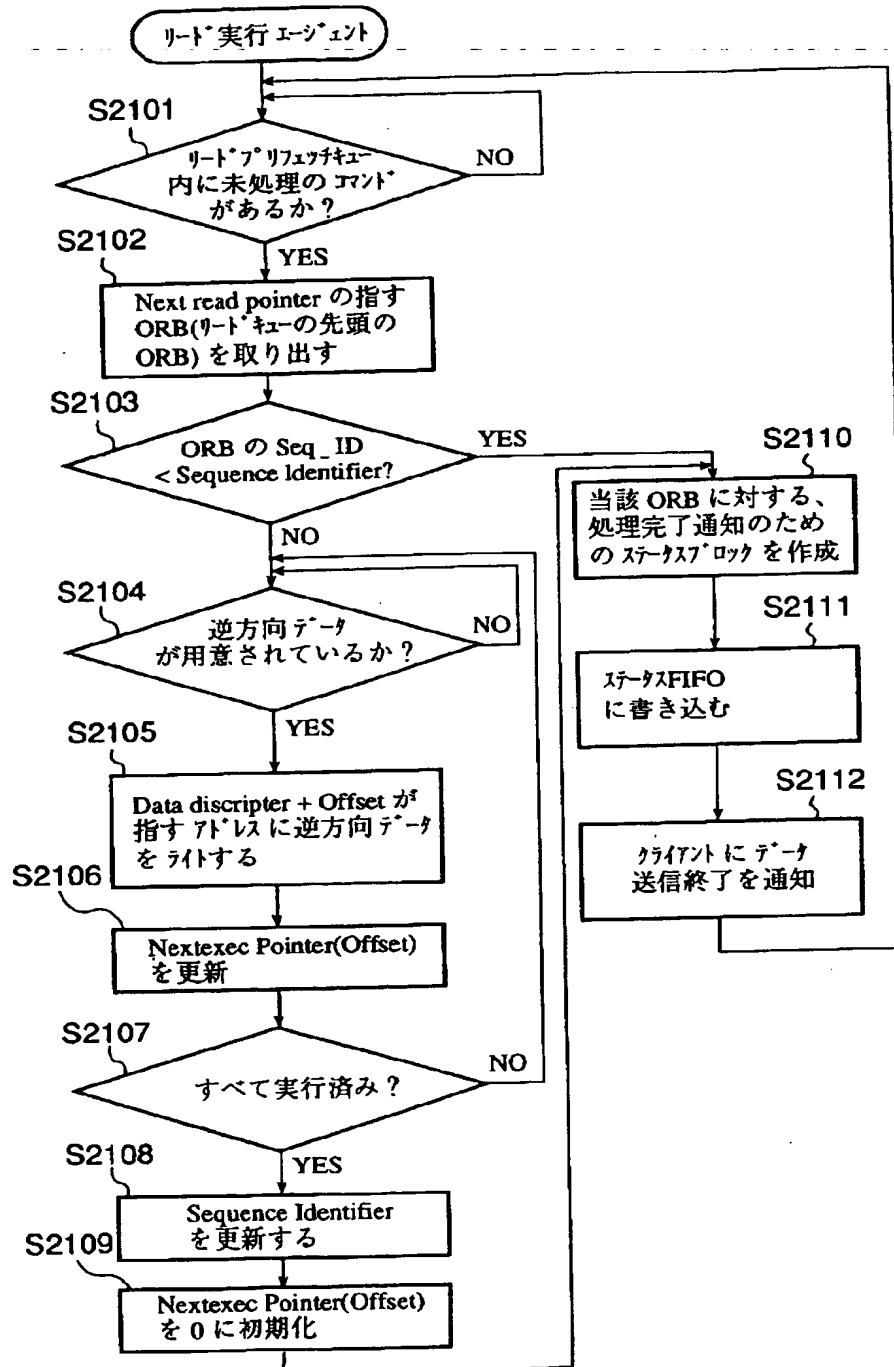 リード実行エージェント
S2101
リードプリフェッチキュー
内に未処理のコマンド
があるか?
NO
YES
S2102
Next read pointer の指す
ORB(リードキューの先頭の
ORB) を取り出す
S2103
ORB の Seq_ID
< Sequence Identifier?
YES
NO
S2104
逆方向データ
が用意されているか?
NO
YES
S2105
Data discripter + Offset が
指すアドレスに逆方向データ
をライトする
S2106
Nextexec Pointer(Offset)
を更新
S2107
すべて実行済み?
NO
YES
S2108
Sequence Identifier
を更新する
S2109
Nextexec Pointer(Offset)
を 0 に初期化
S2110
当該 ORB に対する、
処理完了通知のため
のステータスブロックを作成
S2111
ステータスFIFO
に書き込む
S2112
クライアントにデータ
送信終了を通知